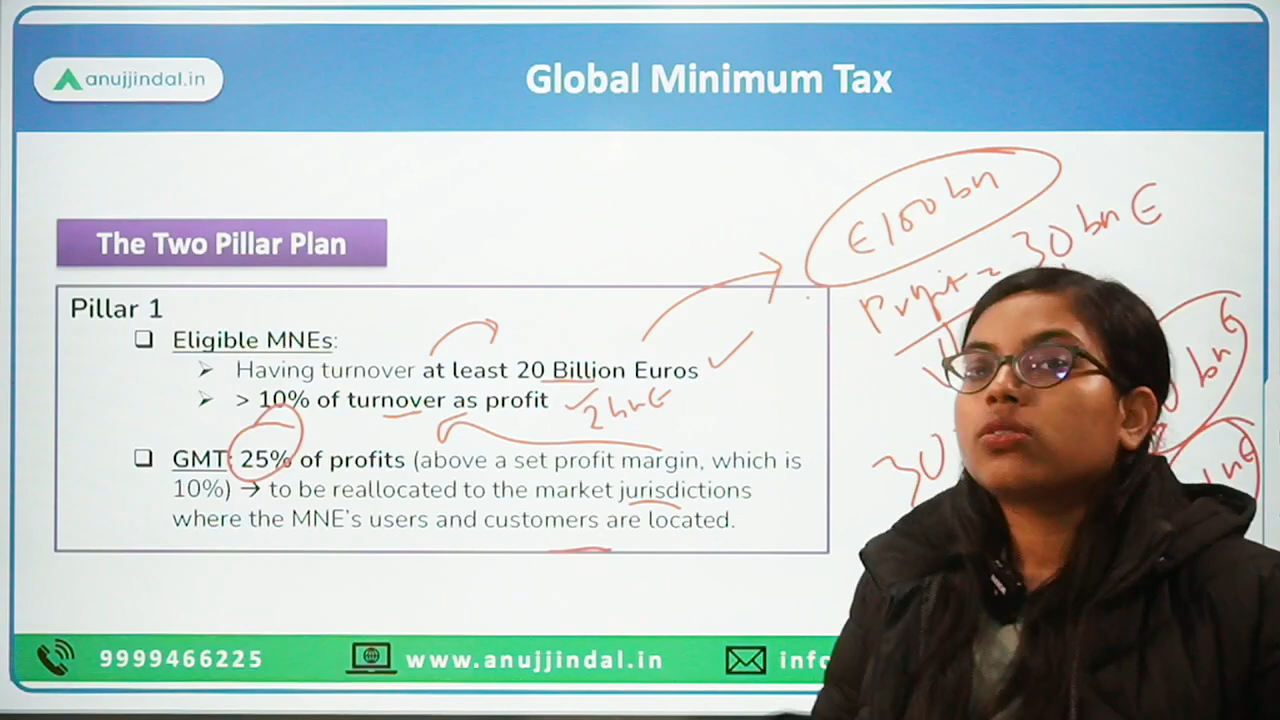 anujjindal.in
Global Minimum Tax
The Two Pillar Plan
Pillar 1
❑ Eligible MNEs:
➢ Having turnover at least 20 Billion Euros
➢ > 10% of turnover as profit
2bn€
❑ GMT: 25% of profits (above a set profit margin, which is
10%) → to be reallocated to the market jurisdictions
where the MNE's users and customers are located.
€100 bn
Profit = 30 bn €
30
bn€
9999466225
www.anujjindal.in
info